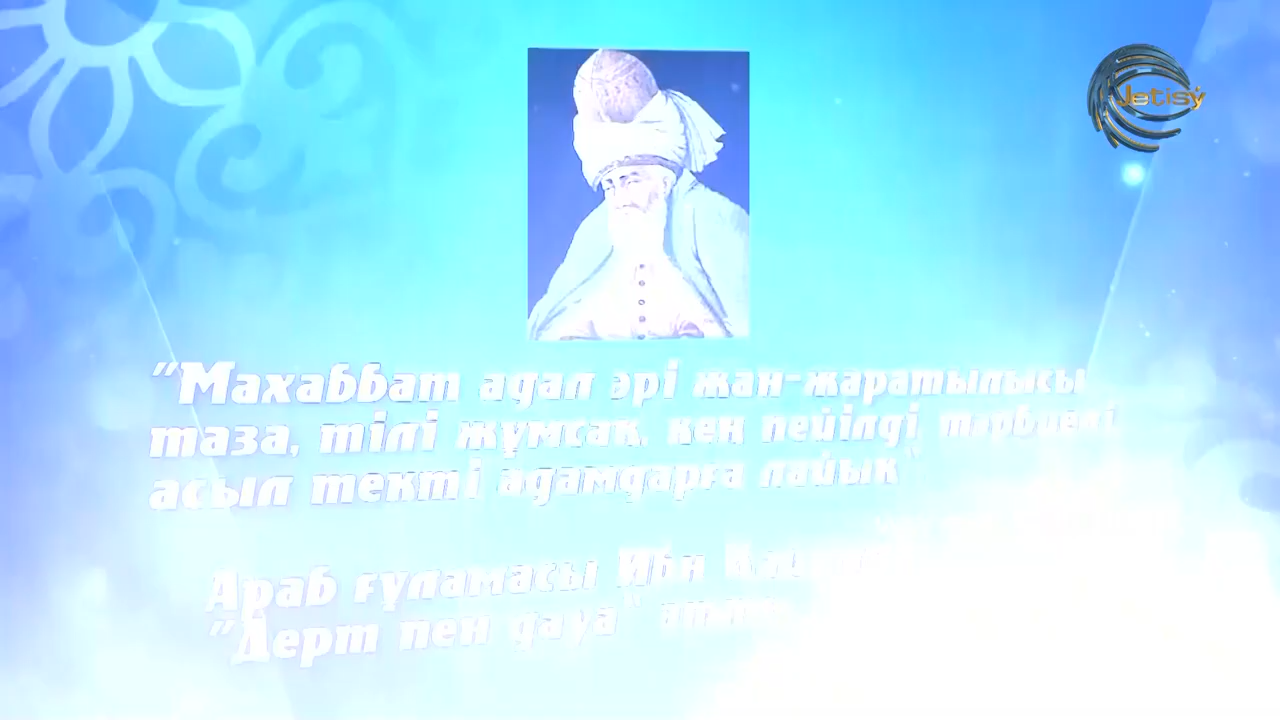 Jetisý
"Махаббат адал әрі жан-жаратылысы
таза, тілі жұмсақ, кең пейілді, тәрбиелі,
асыл текті адамдарға лайық"
Араб ғұламасы Ибн
"Дерт пен дауа"